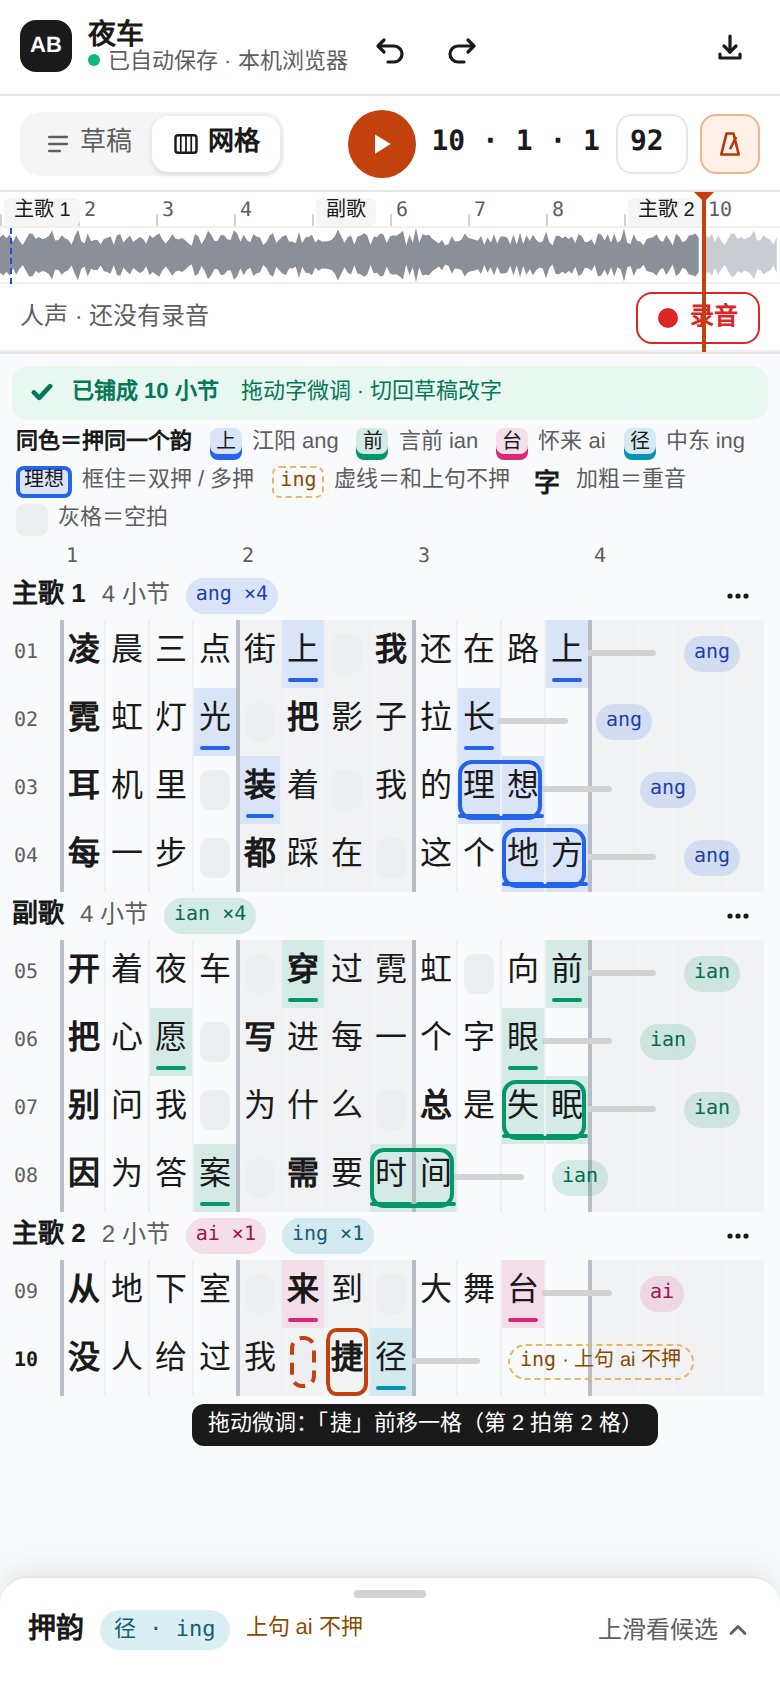 AB 夜车
已自动保存 · 本机浏览器
草稿 网格 10 · 1 · 1 92
主歌 1 2 3 4 副歌 6 7 8 主歌 2 10
人声 · 还没有录音 录音
已铺成 10 小节 拖动字微调 · 切回草稿改字
同色＝押同一个韵 上 江阳 ang 前 言前 ian 台 怀来 ai 径 中东 ing
理想 框住＝双押 / 多押 ing 虚线＝和上句不押 字 加粗＝重音
灰格＝空拍
1 2 3 4
主歌 1 4 小节 ang ×4
01 凌晨三点街上 我还在路上 ang
02 霓虹灯光 把影子拉长 ang
03 耳机里 装着 我的理想 ang
04 每一步 都踩在 这个地方 ang
副歌 4 小节 ian ×4
05 开着夜车 穿过霓虹 向前 ian
06 把心愿 写进每一个字眼 ian
07 别问我 为什么 总是失眠 ian
08 因为答案 需要时间 ian
主歌 2 2 小节 ai ×1 ing ×1
09 从地下室 来到 大舞台 ai
10 没人给过我 捷径 ing · 上句 ai 不押
拖动微调：「捷」前移一格（第 2 拍第 2 格）
押韵 径 · ing 上句 ai 不押 上滑看候选